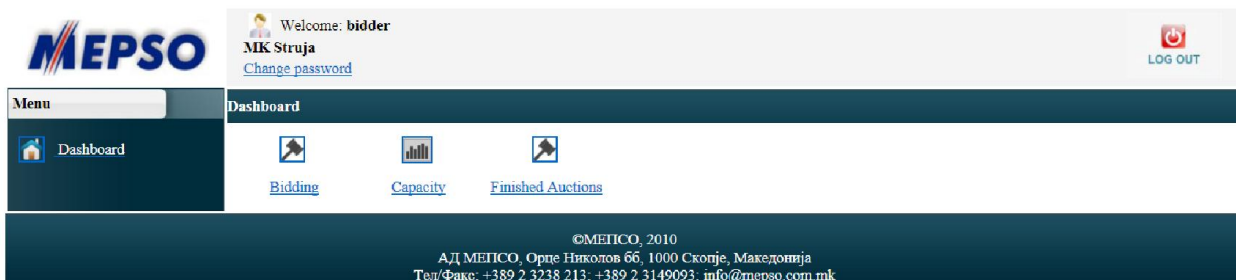 MEPSO
Welcome: bidder
MK Struja
Change password
LOG OUT
Menu
Dashboard
Dashboard
Bidding
Capacity
Finished Auctions
©МЕПСО, 2010
АД МЕПСО, Орце Николов бб, 1000 Скопје, Македонија
Тел/Факс: +389 2 3238 213; +389 2 3149093; info@mepso.com.mk